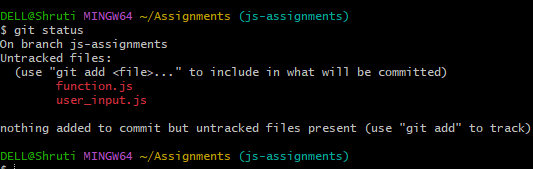 DELL@Shruti MINGW64 ~/Assignments (js-assignments)
$ git status
On branch js-assignments
Untracked files:
  (use "git add <file>..." to include in what will be committed)
        function.js
        user_input.js

nothing added to commit but untracked files present (use "git add" to track)

DELL@Shruti MINGW64 ~/Assignments (js-assignments)
$